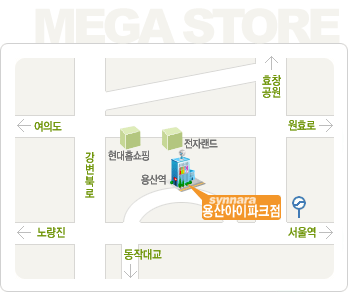 MEGA STORE
효창
공원
여의도
원효로
전자랜드
현대홈쇼핑
강변북로
용산역
synnara
용산아이파크점
노량진
서울역
동작대교